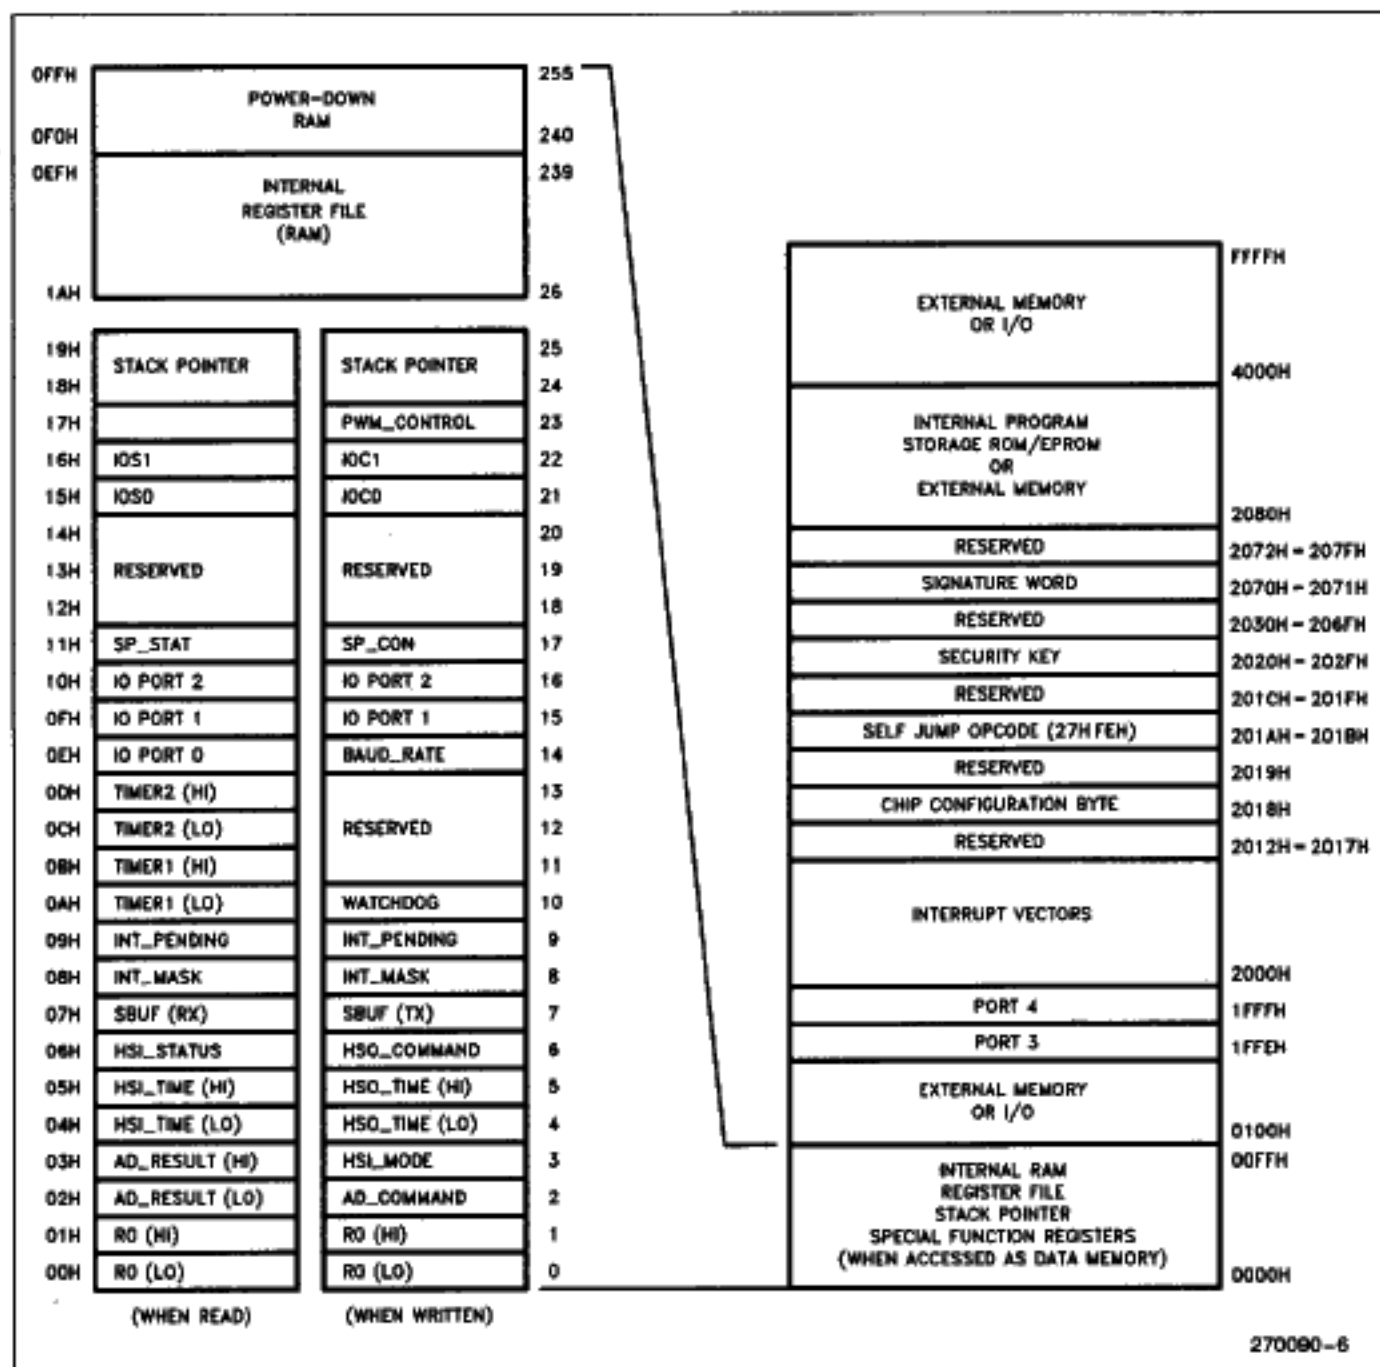 0FFH
POWER-DOWN
RAM
255
0F0H
240
0EFH
INTERNAL
REGISTER FILE
(RAM)
239
1AH
26
19H STACK POINTER STACK POINTER 25
18H 24
17H PWM_CONTROL 23
16H IOS1 IOC1 22
15H IOS0 IOC0 21
14H 20
13H RESERVED RESERVED 19
12H 18
11H SP_STAT SP_CON 17
10H IO PORT 2 IO PORT 2 16
0FH IO PORT 1 IO PORT 1 15
0EH IO PORT 0 BAUD_RATE 14
0DH TIMER2 (HI) 13
0CH TIMER2 (LO) RESERVED 12
0BH TIMER1 (HI) 11
0AH TIMER1 (LO) WATCHDOG 10
09H INT_PENDING INT_PENDING 9
08H INT_MASK INT_MASK 8
07H SBUF (RX) SBUF (TX) 7
06H HSI_STATUS HSO_COMMAND 6
05H HSI_TIME (HI) HSO_TIME (HI) 5
04H HSI_TIME (LO) HSO_TIME (LO) 4
03H AD_RESULT (HI) HSI_MODE 3
02H AD_RESULT (LO) AD_COMMAND 2
01H R0 (HI) R0 (HI) 1
00H R0 (LO) R0 (LO) 0
(WHEN READ) (WHEN WRITTEN)
FFFFH
EXTERNAL MEMORY
OR I/O
4000H
INTERNAL PROGRAM
STORAGE ROM/EPROM
OR
EXTERNAL MEMORY
2080H
RESERVED 2072H - 207FH
SIGNATURE WORD 2070H - 2071H
RESERVED 2030H - 206FH
SECURITY KEY 2020H - 202FH
RESERVED 201CH - 201FH
SELF JUMP OPCODE (27H FEH) 201AH - 201BH
RESERVED 2019H
CHIP CONFIGURATION BYTE 2018H
RESERVED 2012H - 2017H
INTERRUPT VECTORS
2000H
PORT 4 1FFFH
PORT 3 1FFEH
EXTERNAL MEMORY
OR I/O
0100H
00FFH
INTERNAL RAM
REGISTER FILE
STACK POINTER
SPECIAL FUNCTION REGISTERS
(WHEN ACCESSED AS DATA MEMORY)
0000H
270090-6